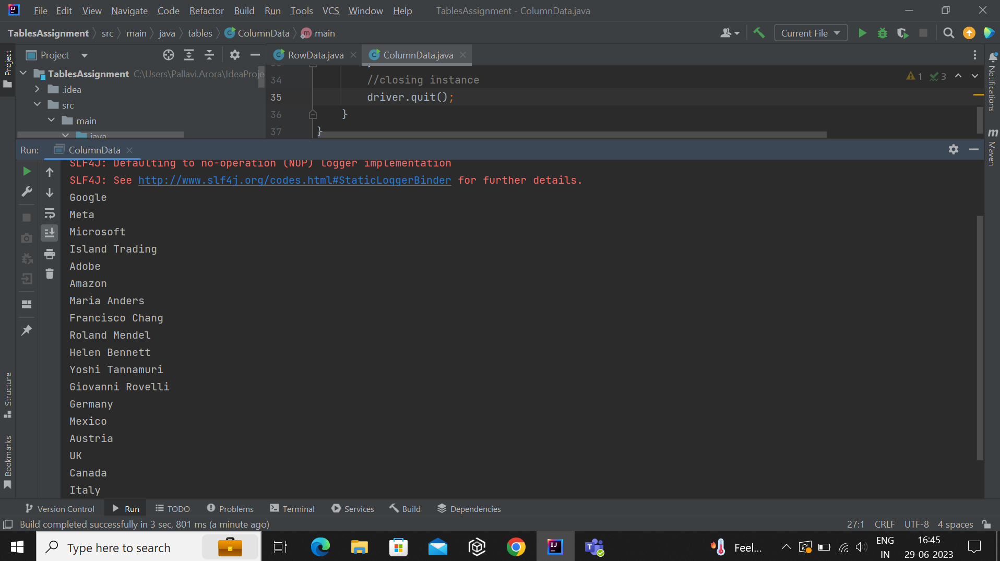 File Edit View Navigate Code Refactor Build Run Tools VCS Window Help TablesAssignment - ColumnData.java
TablesAssignment src main java tables ColumnData main Current File
Project
RowData.java ColumnData.java
TablesAssignment C:\Users\Pallavi.Arora\IdeaProje
.idea
src
main
java
34 //closing instance
35 driver.quit();
36 }
37 }
1 3
Project
Structure
Bookmarks
Notifications
Maven
Run: ColumnData
SLF4J: Defaulting to no-operation (NOP) logger implementation
SLF4J: See http://www.slf4j.org/codes.html#StaticLoggerBinder for further details.
Google
Meta
Microsoft
Island Trading
Adobe
Amazon
Maria Anders
Francisco Chang
Roland Mendel
Helen Bennett
Yoshi Tannamuri
Giovanni Rovelli
Germany
Mexico
Austria
UK
Canada
Italy
Version Control Run TODO Problems Terminal Services Build Dependencies
Build completed successfully in 3 sec, 801 ms (a minute ago) 27:1 CRLF UTF-8 4 spaces
Type here to search
Feel...
ENG
IN
16:45
29-06-2023